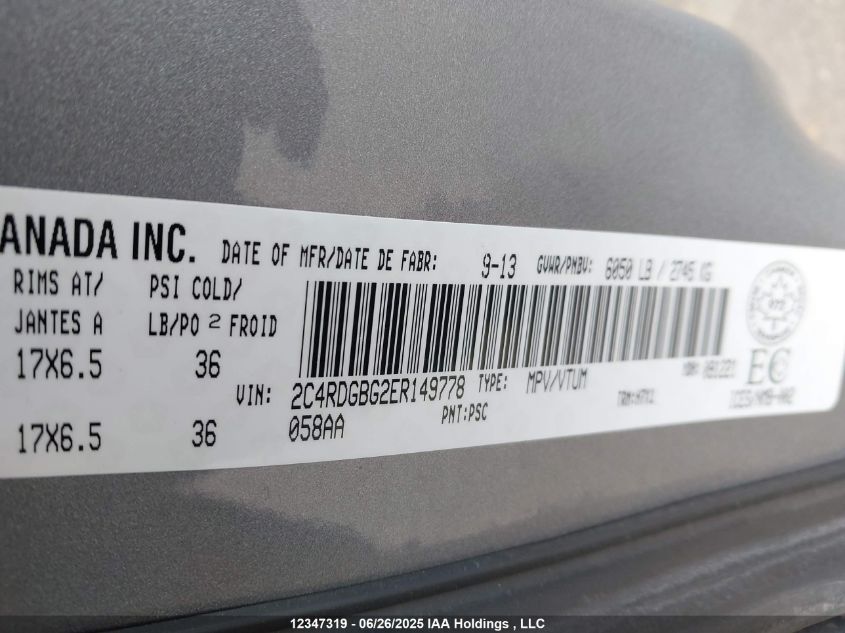 ANADA INC. DATE OF MFR/DATE DE FABR: 9-13 GVWR/PNBV: 6050 LB / 2745 KG
RIMS AT/ PSI COLD/
JANTES A LB/PO 2 FROID
17X6.5 36
VIN: 2C4RDGBG2ER149778 TYPE: MPV/VTUM
17X6.5 36 058AA PNT:PSC
EC
12347319 - 06/26/2025 IAA Holdings , LLC